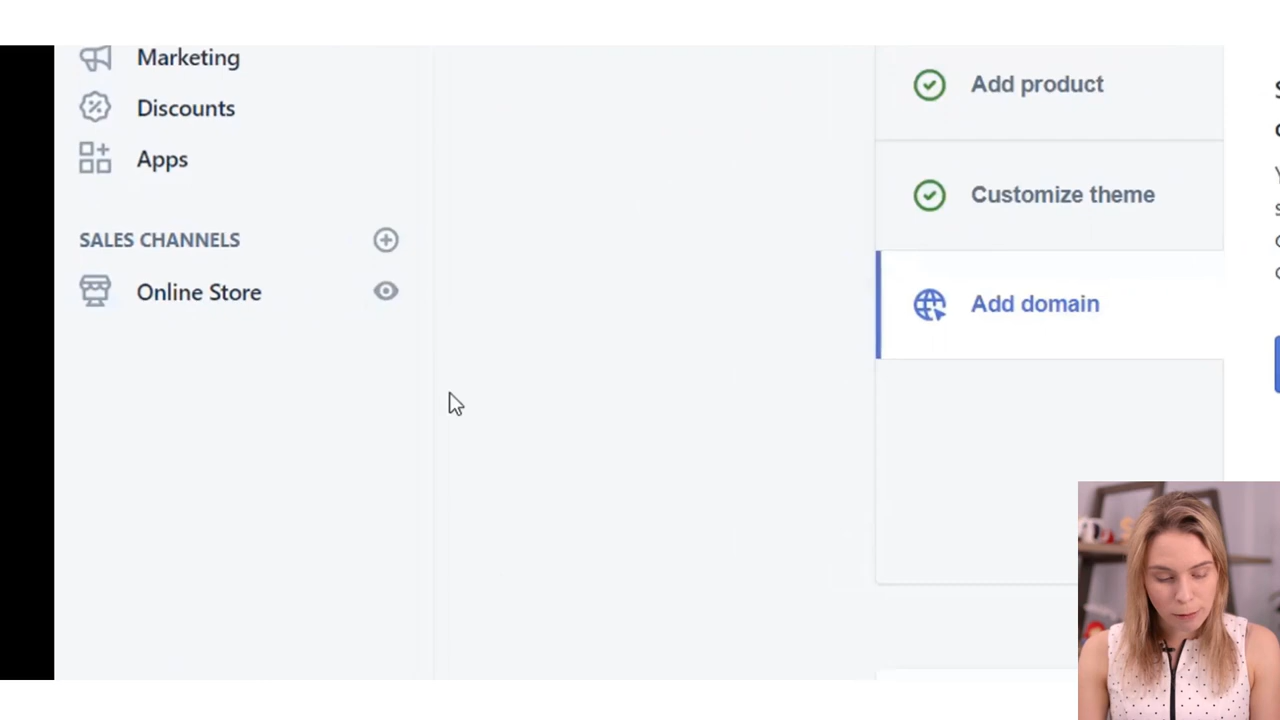 Marketing
Discounts
Apps
SALES CHANNELS
Online Store
Add product
Customize theme
Add domain